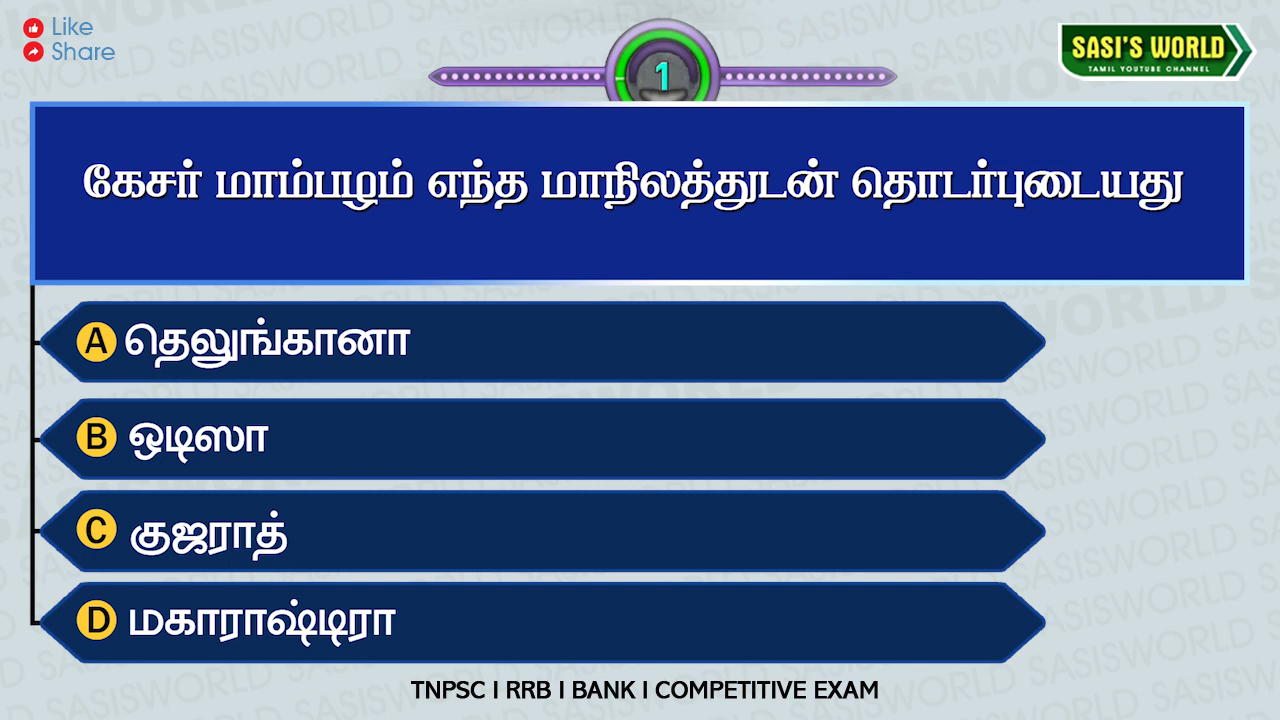 Like
Share
1
SASI'S WORLD
TAMIL YOUTUBE CHANNEL
கேசர் மாம்பழம் எந்த மாநிலத்துடன் தொடர்புடையது
A தெலுங்கானா
B ஒடிஸா
C குஜராத்
D மகாராஷ்டிரா
TNPSC I RRB I BANK I COMPETITIVE EXAM